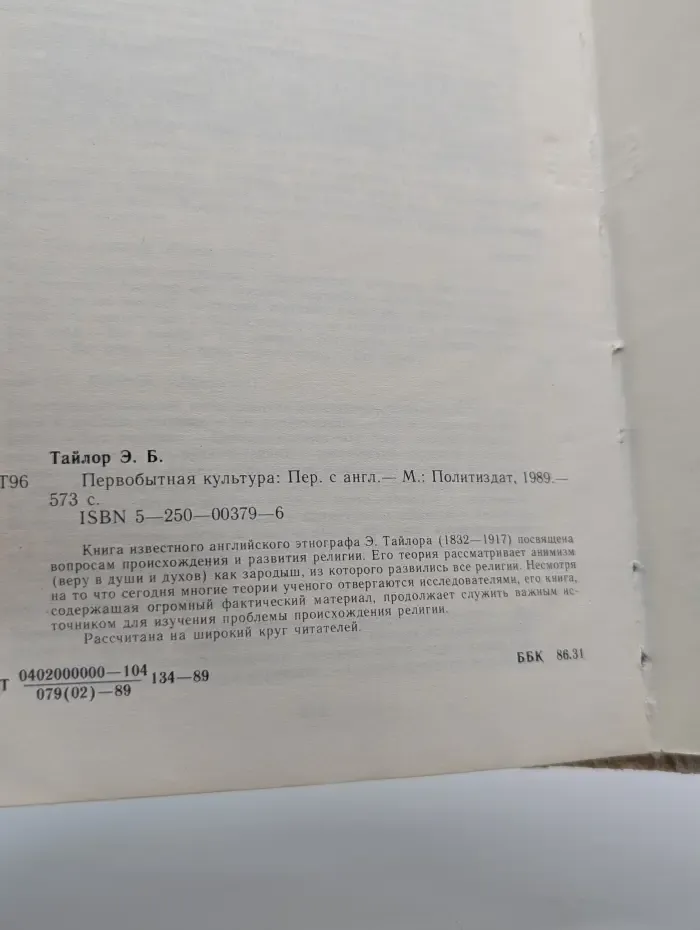 Тайлор Э. Б.
Т96 Первобытная культура: Пер. с англ.— М.: Политиздат, 1989.—
573 с.
ISBN 5—250—00379—6
Книга известного английского этнографа Э. Тайлора (1832—1917) посвящена
вопросам происхождения и развития религии. Его теория рассматривает анимизм
(веру в души и духов) как зародыш, из которого развились все религии. Несмотря
на то что сегодня многие теории ученого отвергаются исследователями, его книга,
содержащая огромный фактический материал, продолжает служить важным ис-
точником для изучения проблемы происхождения религии.
Рассчитана на широкий круг читателей.
Т 0402000000—104 134—89
079(02)—89
ББК 86.31